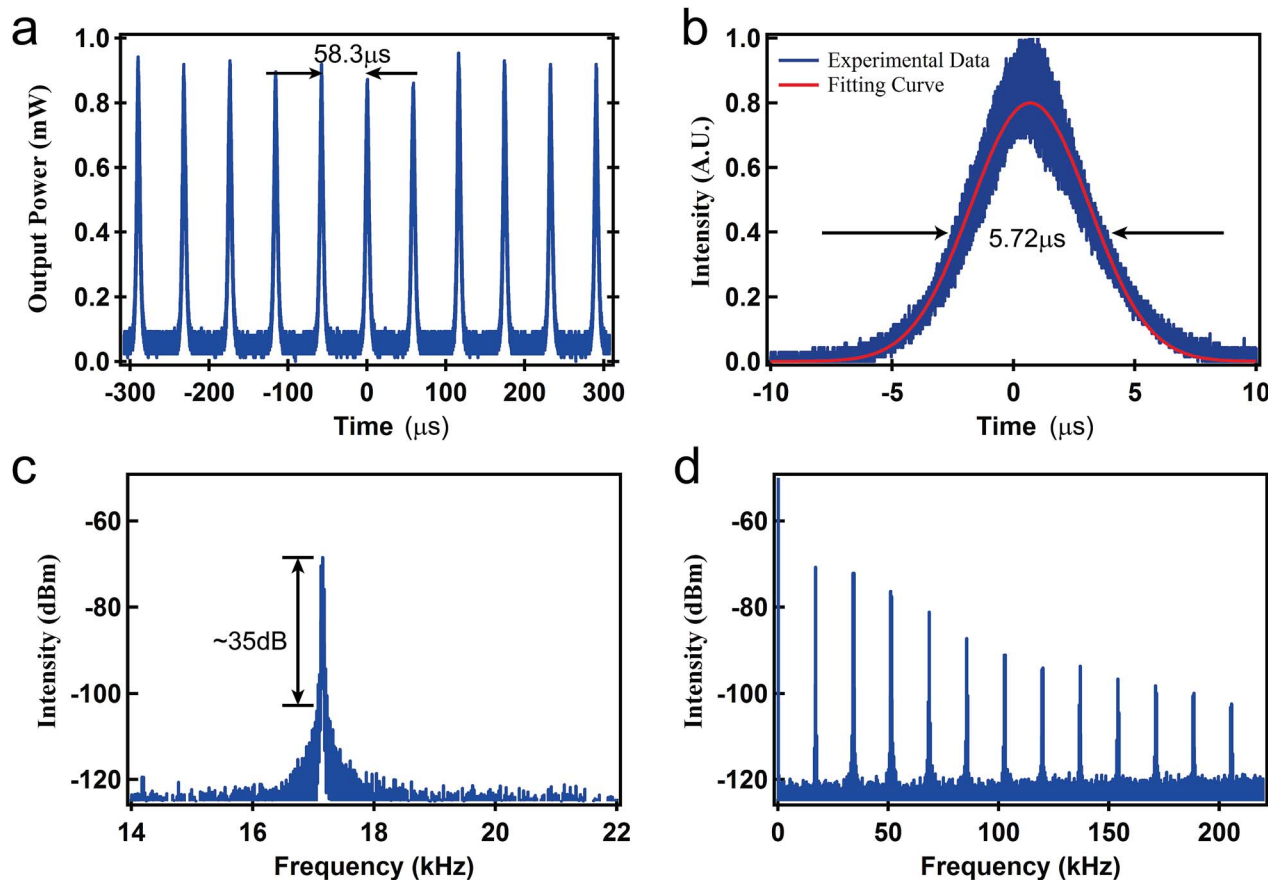 a
1.0
0.8
0.6
0.4
0.2
0.0
Output Power (mW)
58.3μs
-300 -200 -100 0 100 200 300
Time (μs)
b
1.0
0.8
0.6
0.4
0.2
0.0
Intensity (A.U.)
Experimental Data
Fitting Curve
5.72μs
-10 -5 0 5 10
Time (μs)
c
-60
-80
-100
-120
Intensity (dBm)
~35dB
14 16 18 20 22
Frequency (kHz)
d
-60
-80
-100
-120
Intensity (dBm)
0 50 100 150 200
Frequency (kHz)